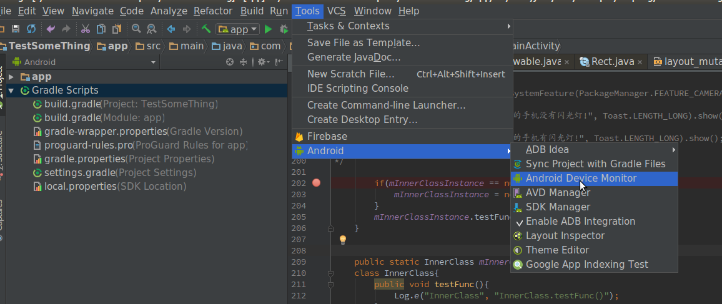 File Edit View Navigate Code Analyze Refactor Build Run Tools VCS Window Help
app
TestSomeThing app src main java com
Android
app
Gradle Scripts
build.gradle(Project: TestSomeThing)
build.gradle(Module: app)
gradle-wrapper.properties(Gradle Version)
proguard-rules.pro(ProGuard Rules for app)
gradle.properties(Project Properties)
settings.gradle(Project Settings)
local.properties(SDK Location)
Tasks & Contexts
Save File as Template...
Generate JavaDoc...
New Scratch File... Ctrl+Alt+Shift+Insert
IDE Scripting Console
Create Command-line Launcher...
Create Desktop Entry...
Firebase
Android
ADB Idea
Sync Project with Gradle Files
Android Device Monitor
AVD Manager
SDK Manager
Enable ADB Integration
Layout Inspector
Theme Editor
Google App Indexing Test
ainActivity
wable.java Rect.java layout_muta
ystemFeature(PackageManager.FEATURE_CAMERA
的手机没有闪光灯!", Toast.LENGTH_LONG).show(
的手机有闪光灯!", Toast.LENGTH_LONG).show();
200 */
201
202 if(mInnerClassInstance == n
203 mInnerClassInstance = n
204 }
205 mInnerClassInstance.testFunc
206 }
207
208
209 public static InnerClass mInner
210 class InnerClass{
211 public void testFunc(){
212 Log.e("InnerClass", "InnerClass.testFunc()");